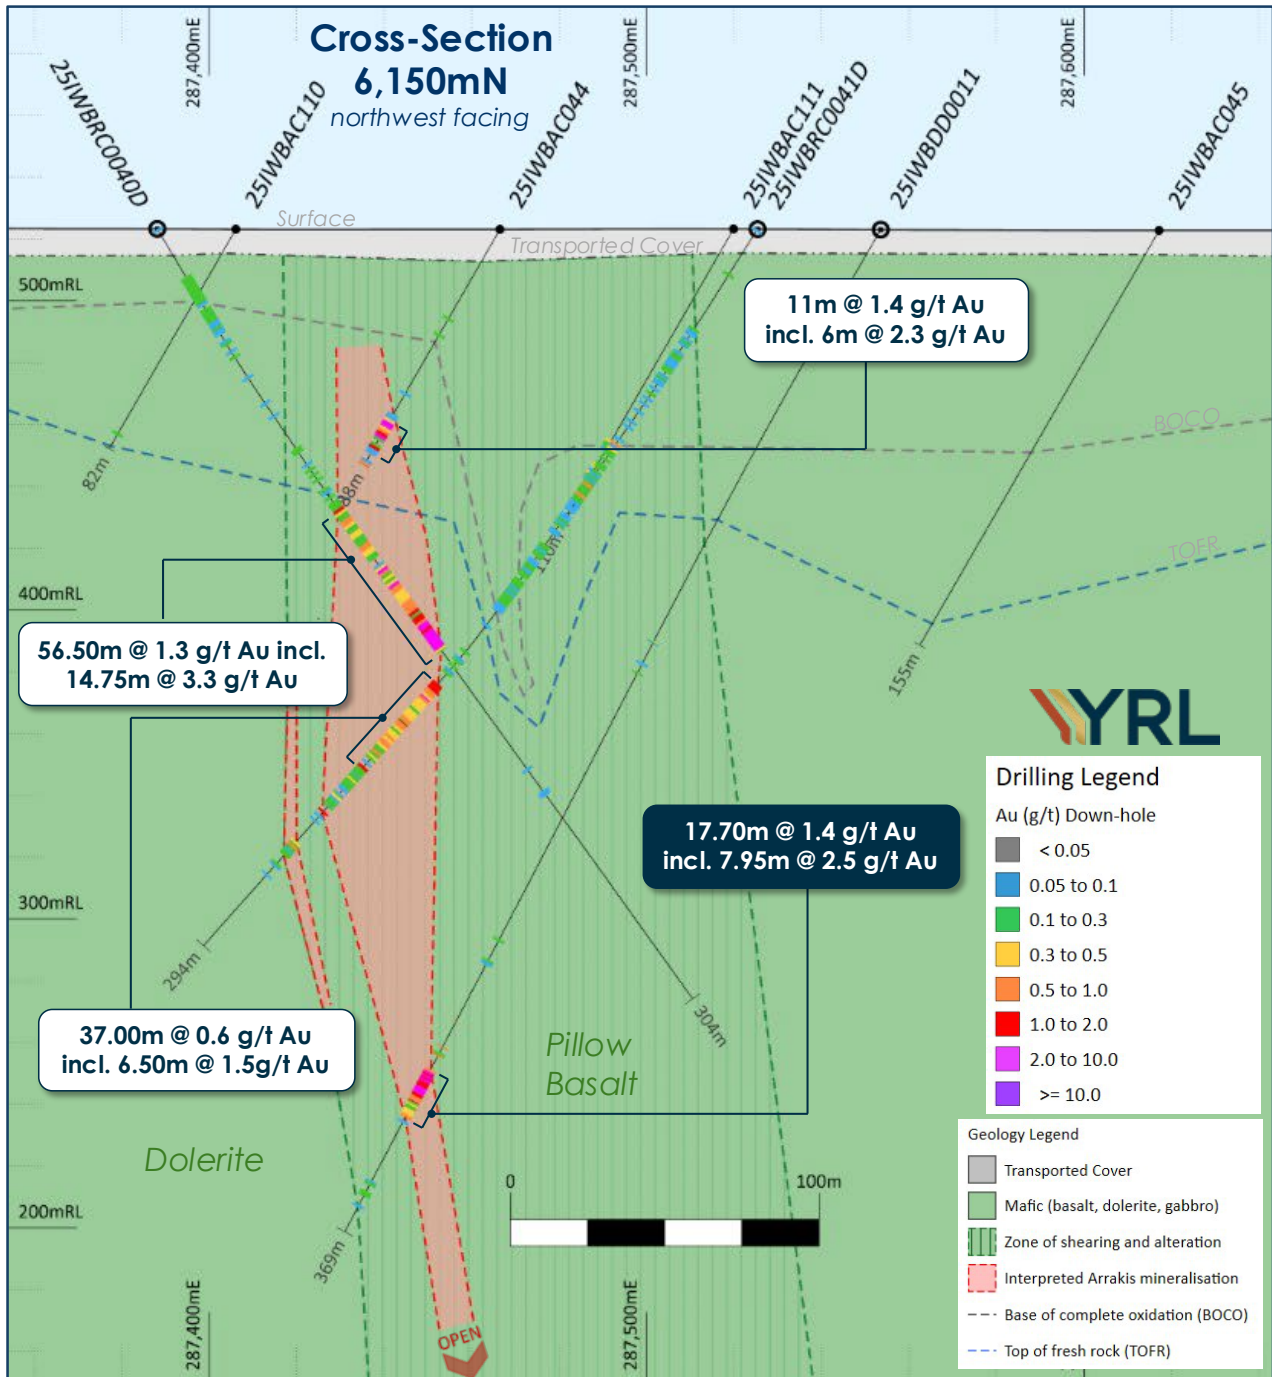 Cross-Section
6,150mN
northwest facing
287,400mE
287,500mE
287,600mE
25IWBRC0040D
25IWBAC110
25IWBAC044
25IWBAC111
25IWBRC0041D
25IWBDD0011
25IWBAC045
Surface
Transported Cover
500mRL
11m @ 1.4 g/t Au
incl. 6m @ 2.3 g/t Au
BOCO
82m
88m
110m
TOFR
400mRL
56.50m @ 1.3 g/t Au incl.
14.75m @ 3.3 g/t Au
155m
YRL
Drilling Legend
Au (g/t) Down-hole
< 0.05
0.05 to 0.1
0.1 to 0.3
0.3 to 0.5
0.5 to 1.0
1.0 to 2.0
2.0 to 10.0
>= 10.0
17.70m @ 1.4 g/t Au
incl. 7.95m @ 2.5 g/t Au
300mRL
294m
304m
37.00m @ 0.6 g/t Au
incl. 6.50m @ 1.5g/t Au
Pillow
Basalt
Dolerite
Geology Legend
Transported Cover
Mafic (basalt, dolerite, gabbro)
Zone of shearing and alteration
Interpreted Arrakis mineralisation
Base of complete oxidation (BOCO)
Top of fresh rock (TOFR)
0
100m
200mRL
369m
OPEN
287,400mE
287,500mE